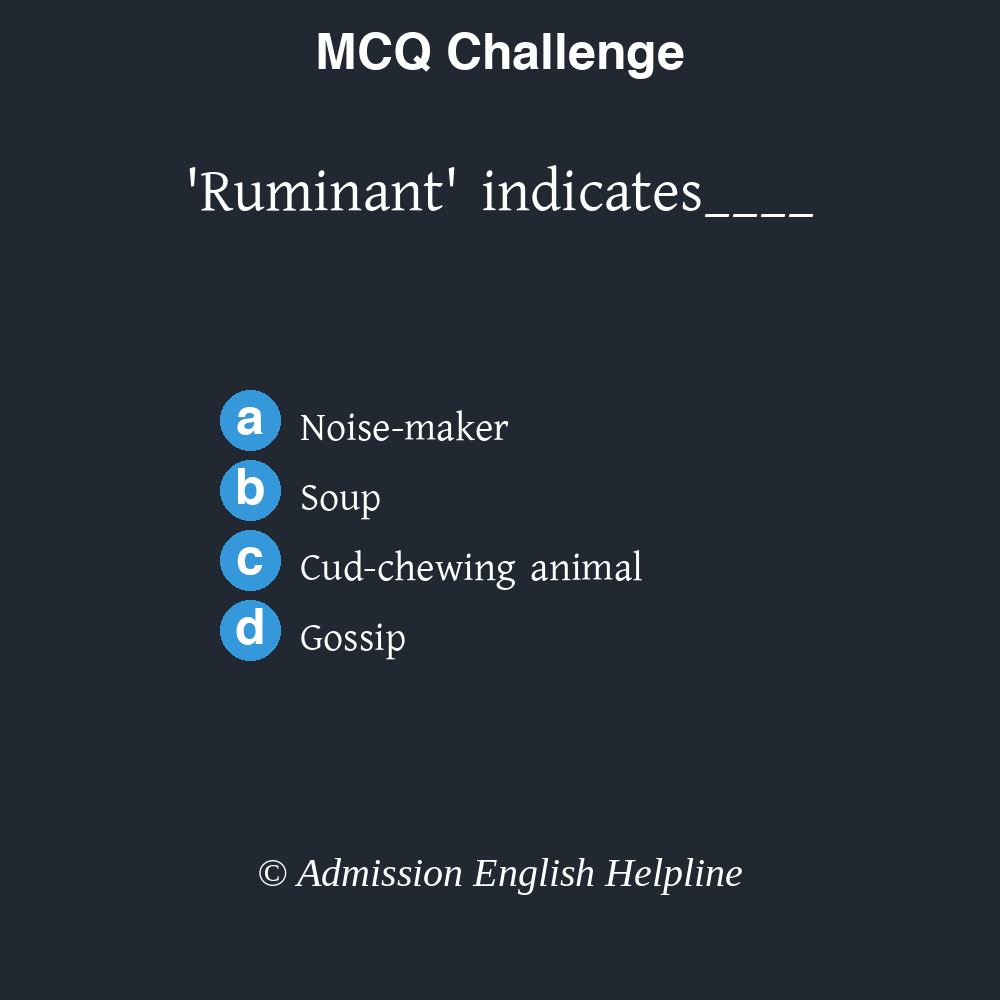 MCQ Challenge
'Ruminant' indicates____
a Noise-maker
b Soup
c Cud-chewing animal
d Gossip
© Admission English Helpline